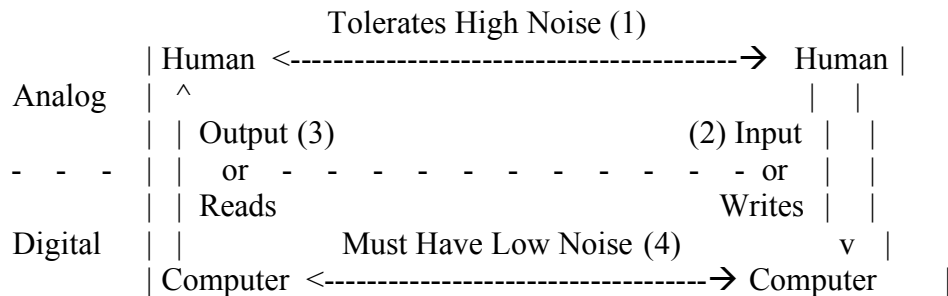 Tolerates High Noise (1)
| Human <------------------------------------------→ Human |
Analog | ^ | |
| | Output (3) (2) Input | |
- - - | | or - - - - - - - - - - - - or | |
| | Reads Writes | |
Digital | | Must Have Low Noise (4) v |
| Computer <------------------------------------→ Computer |